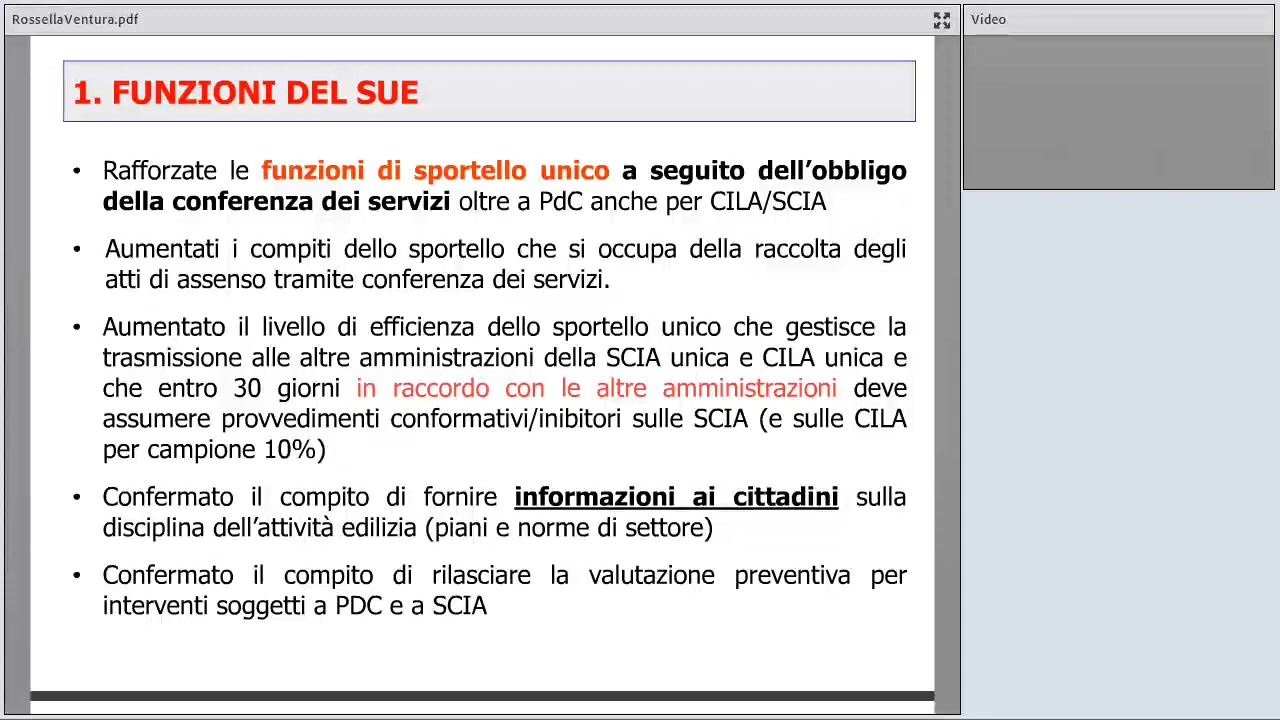 RossellaVentura.pdf
Video
1. FUNZIONI DEL SUE
• Rafforzate le funzioni di sportello unico a seguito dell’obbligo
della conferenza dei servizi oltre a PdC anche per CILA/SCIA
• Aumentati i compiti dello sportello che si occupa della raccolta degli
atti di assenso tramite conferenza dei servizi.
• Aumentato il livello di efficienza dello sportello unico che gestisce la
trasmissione alle altre amministrazioni della SCIA unica e CILA unica e
che entro 30 giorni in raccordo con le altre amministrazioni deve
assumere provvedimenti conformativi/inibitori sulle SCIA (e sulle CILA
per campione 10%)
• Confermato il compito di fornire informazioni ai cittadini sulla
disciplina dell’attività edilizia (piani e norme di settore)
• Confermato il compito di rilasciare la valutazione preventiva per
interventi soggetti a PDC e a SCIA